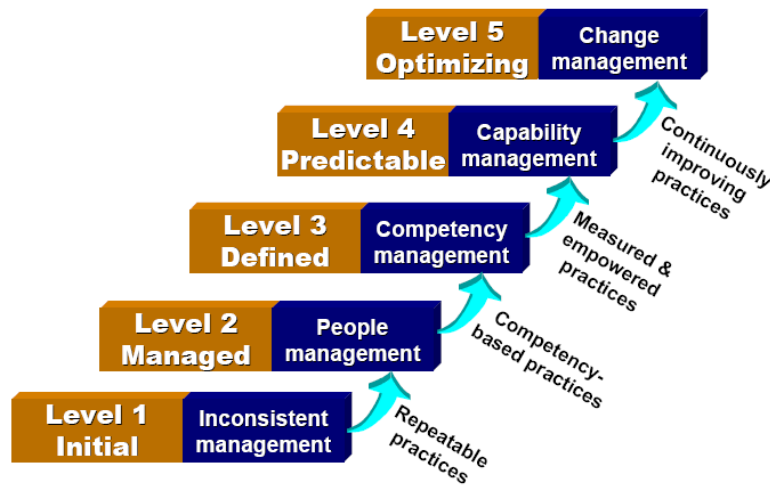 Level 5
Optimizing
Change
management
Level 4
Predictable
Capability
management
Continuously
improving
practices
Level 3
Defined
Competency
management
Measured &
empowered
practices
Level 2
Managed
People
management
Competency-
based practices
Level 1
Initial
Inconsistent
management
Repeatable
practices